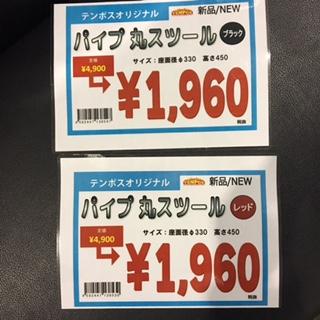 テンポスオリジナル TEMPOS 新品/NEW
パイプ 丸スツール ブラック
定価
¥4,900
サイズ:座面径φ330 高さ450
¥1,960
税抜
テンポスオリジナル TEMPOS 新品/NEW
パイプ 丸スツール レッド
定価
¥4,900
サイズ:座面径φ330 高さ450
¥1,960
税抜